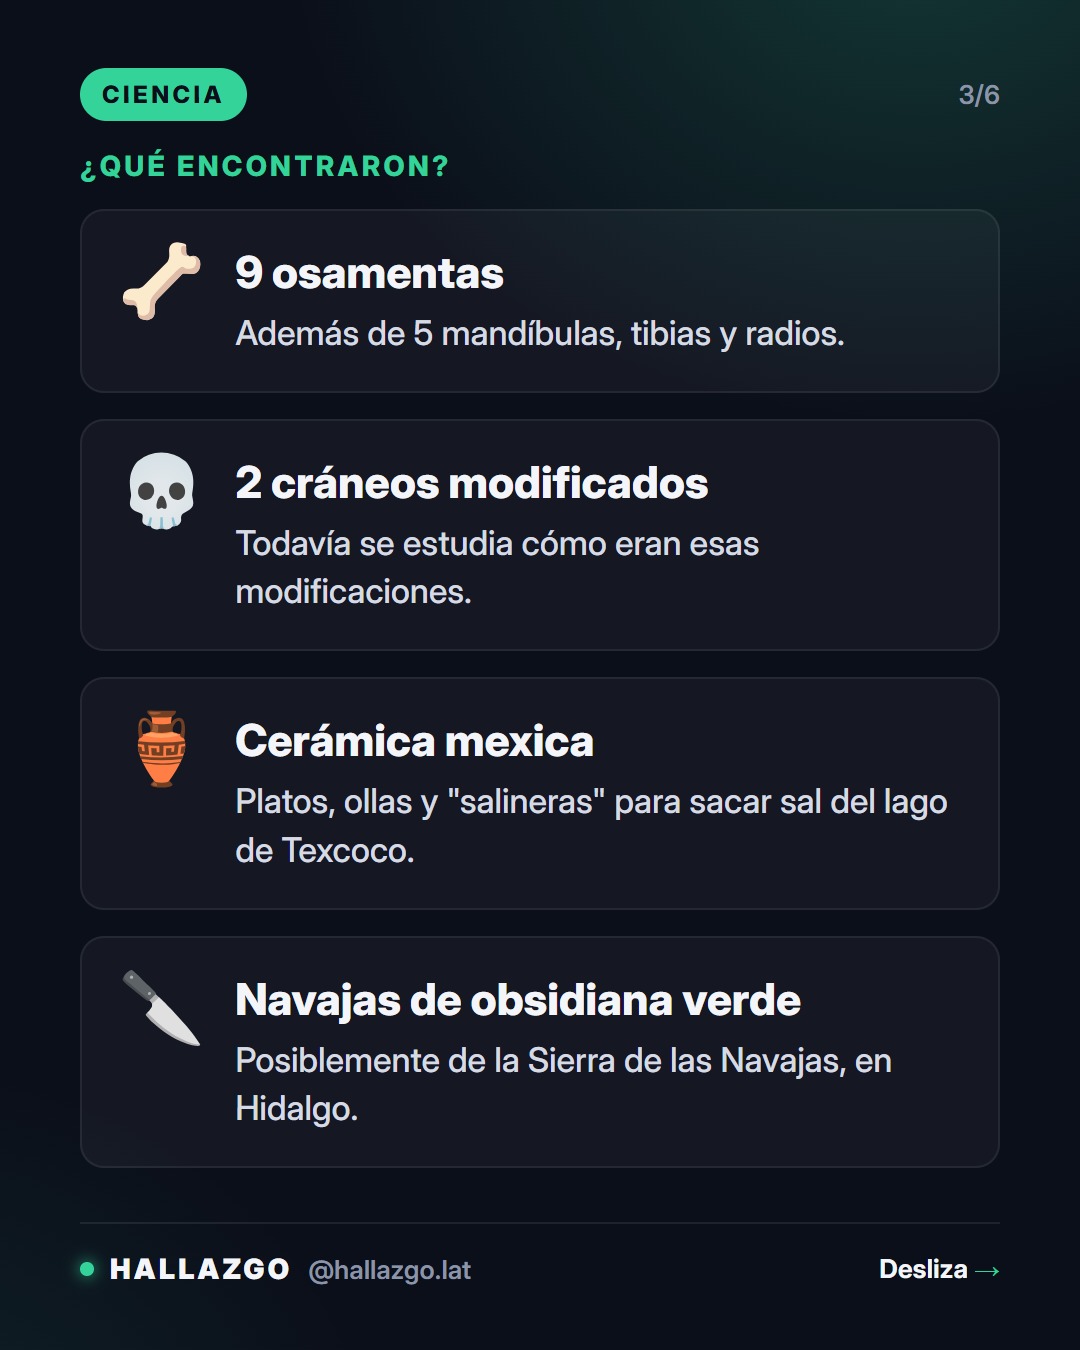 CIENCIA
3/6
¿QUÉ ENCONTRARON?
9 osamentas
Además de 5 mandíbulas, tibias y radios.
2 cráneos modificados
Todavía se estudia cómo eran esas
modificaciones.
Cerámica mexica
Platos, ollas y "salineras" para sacar sal del lago
de Texcoco.
Navajas de obsidiana verde
Posiblemente de la Sierra de las Navajas, en
Hidalgo.
HALLAZGO @hallazgo.lat
Desliza →